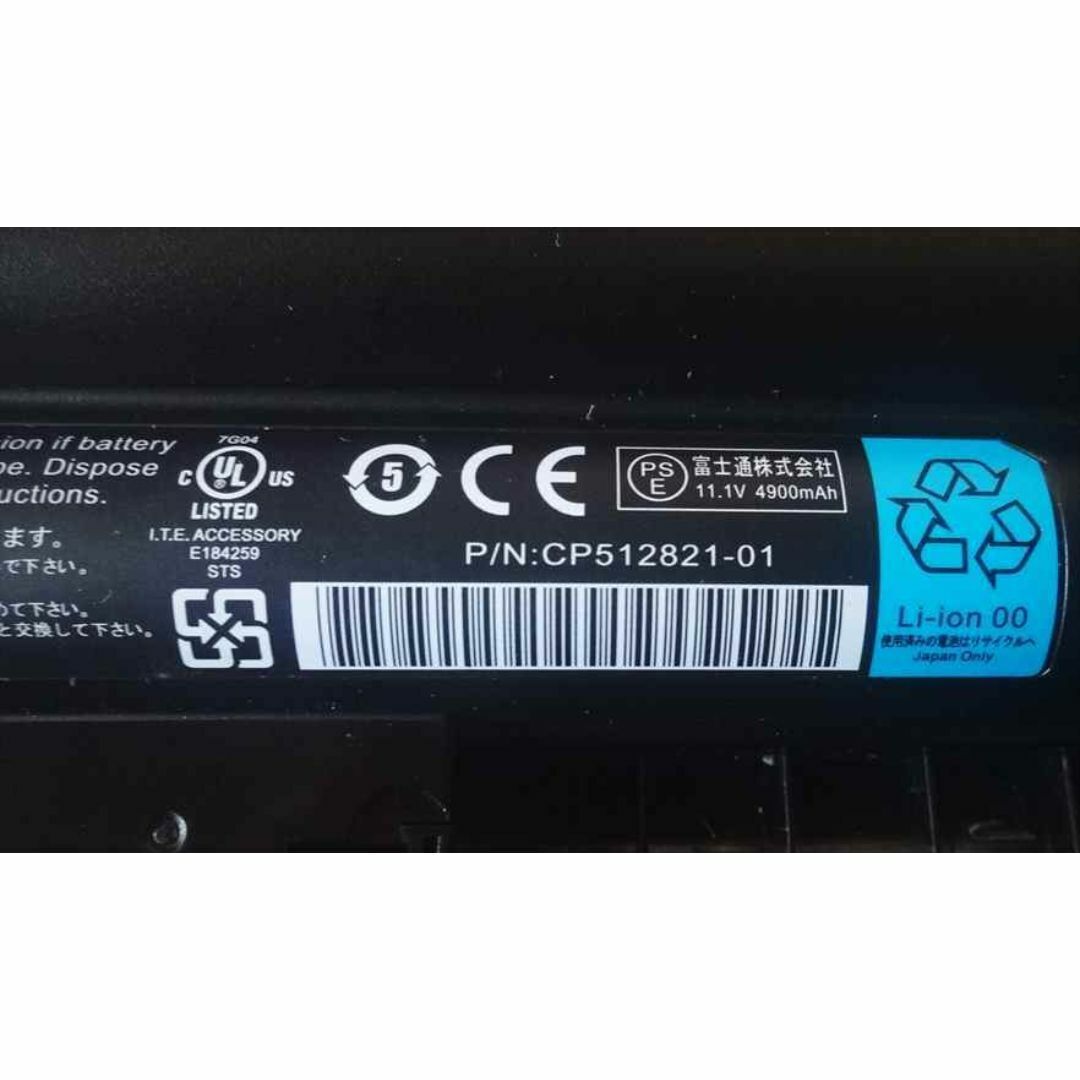 ion if battery
pe. Dispose
uctions.
ます。
て下さい。
めて下さい。
と交換して下さい。
7G04
C UL US
®
LISTED
I.T.E. ACCESSORY
E184259
STS
5
CE
PS
E
富士通株式会社
11.1V 4900mAh
P/N:CP512821-01
Li-ion 00
使用済みの電池はリサイクルへ
Japan Only